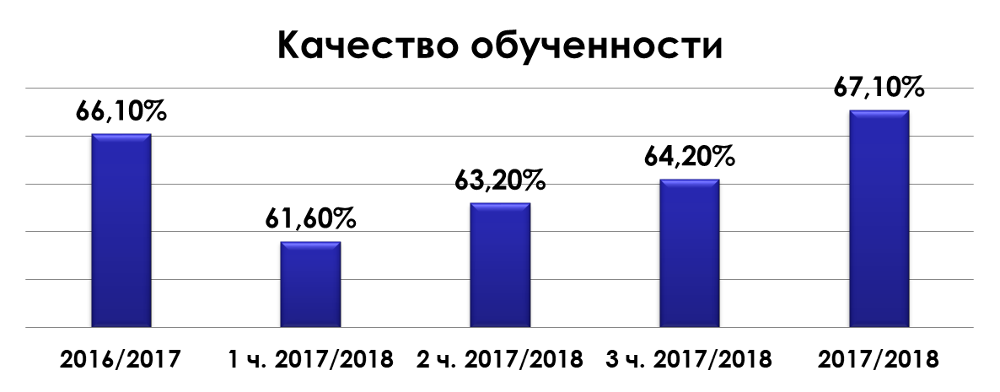 Качество обученности
66,10%
61,60%
63,20%
64,20%
67,10%
2016/2017
1 ч. 2017/2018
2 ч. 2017/2018
3 ч. 2017/2018
2017/2018